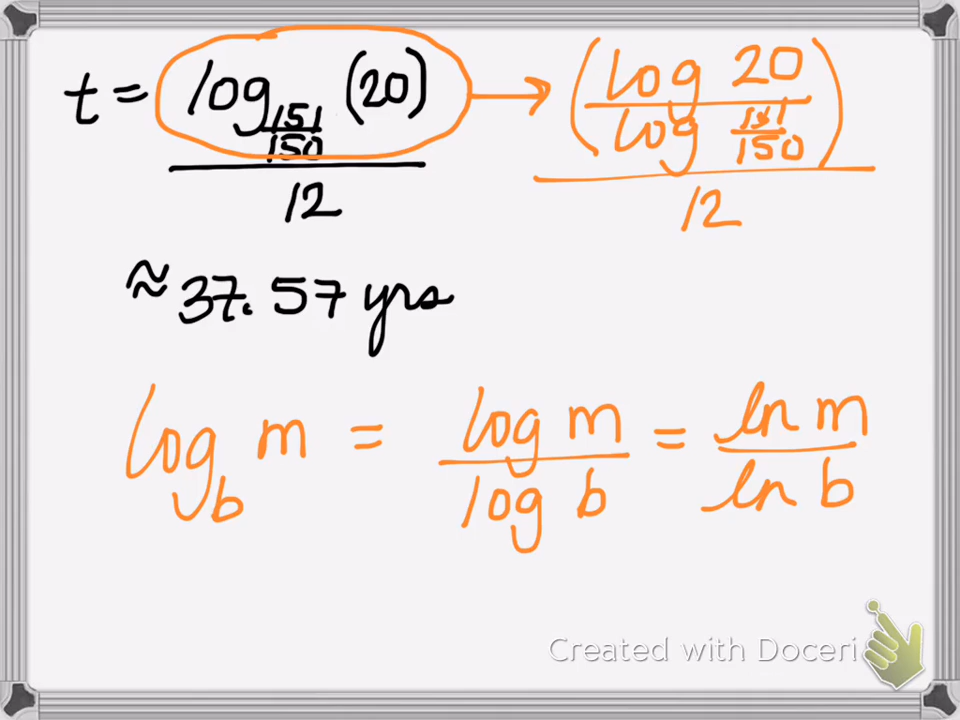 t = log_{151/150} (20) / 12 → (log 20 / log 151/150) / 12
≈ 37.57 yrs
log_b m = log m / log b = ln m / ln b
Created with Doceri